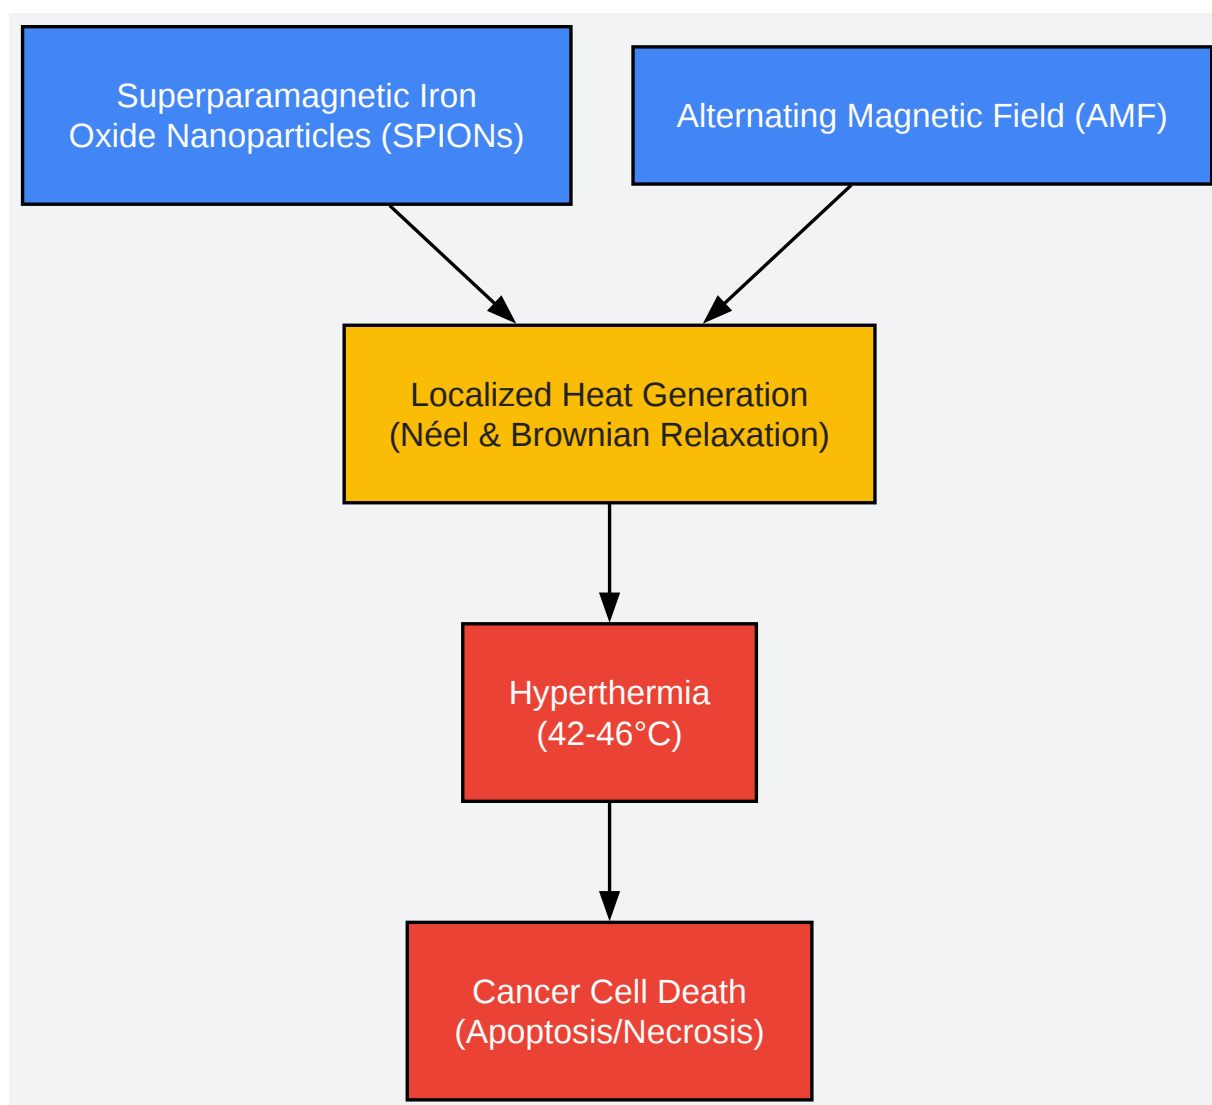 Superparamagnetic Iron
Oxide Nanoparticles (SPIONs)
Alternating Magnetic Field (AMF)
Localized Heat Generation
(Néel & Brownian Relaxation)
Hyperthermia
(42-46°C)
Cancer Cell Death
(Apoptosis/Necrosis)